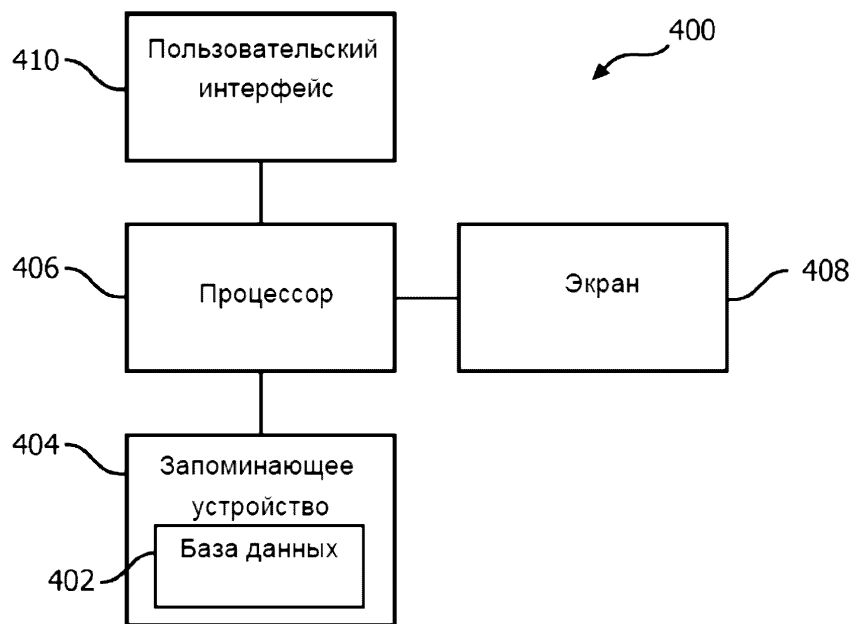 400
410
Пользовательский
интерфейс
406
Процессор
Экран
408
404
Запоминающее
устройство
База данных
402